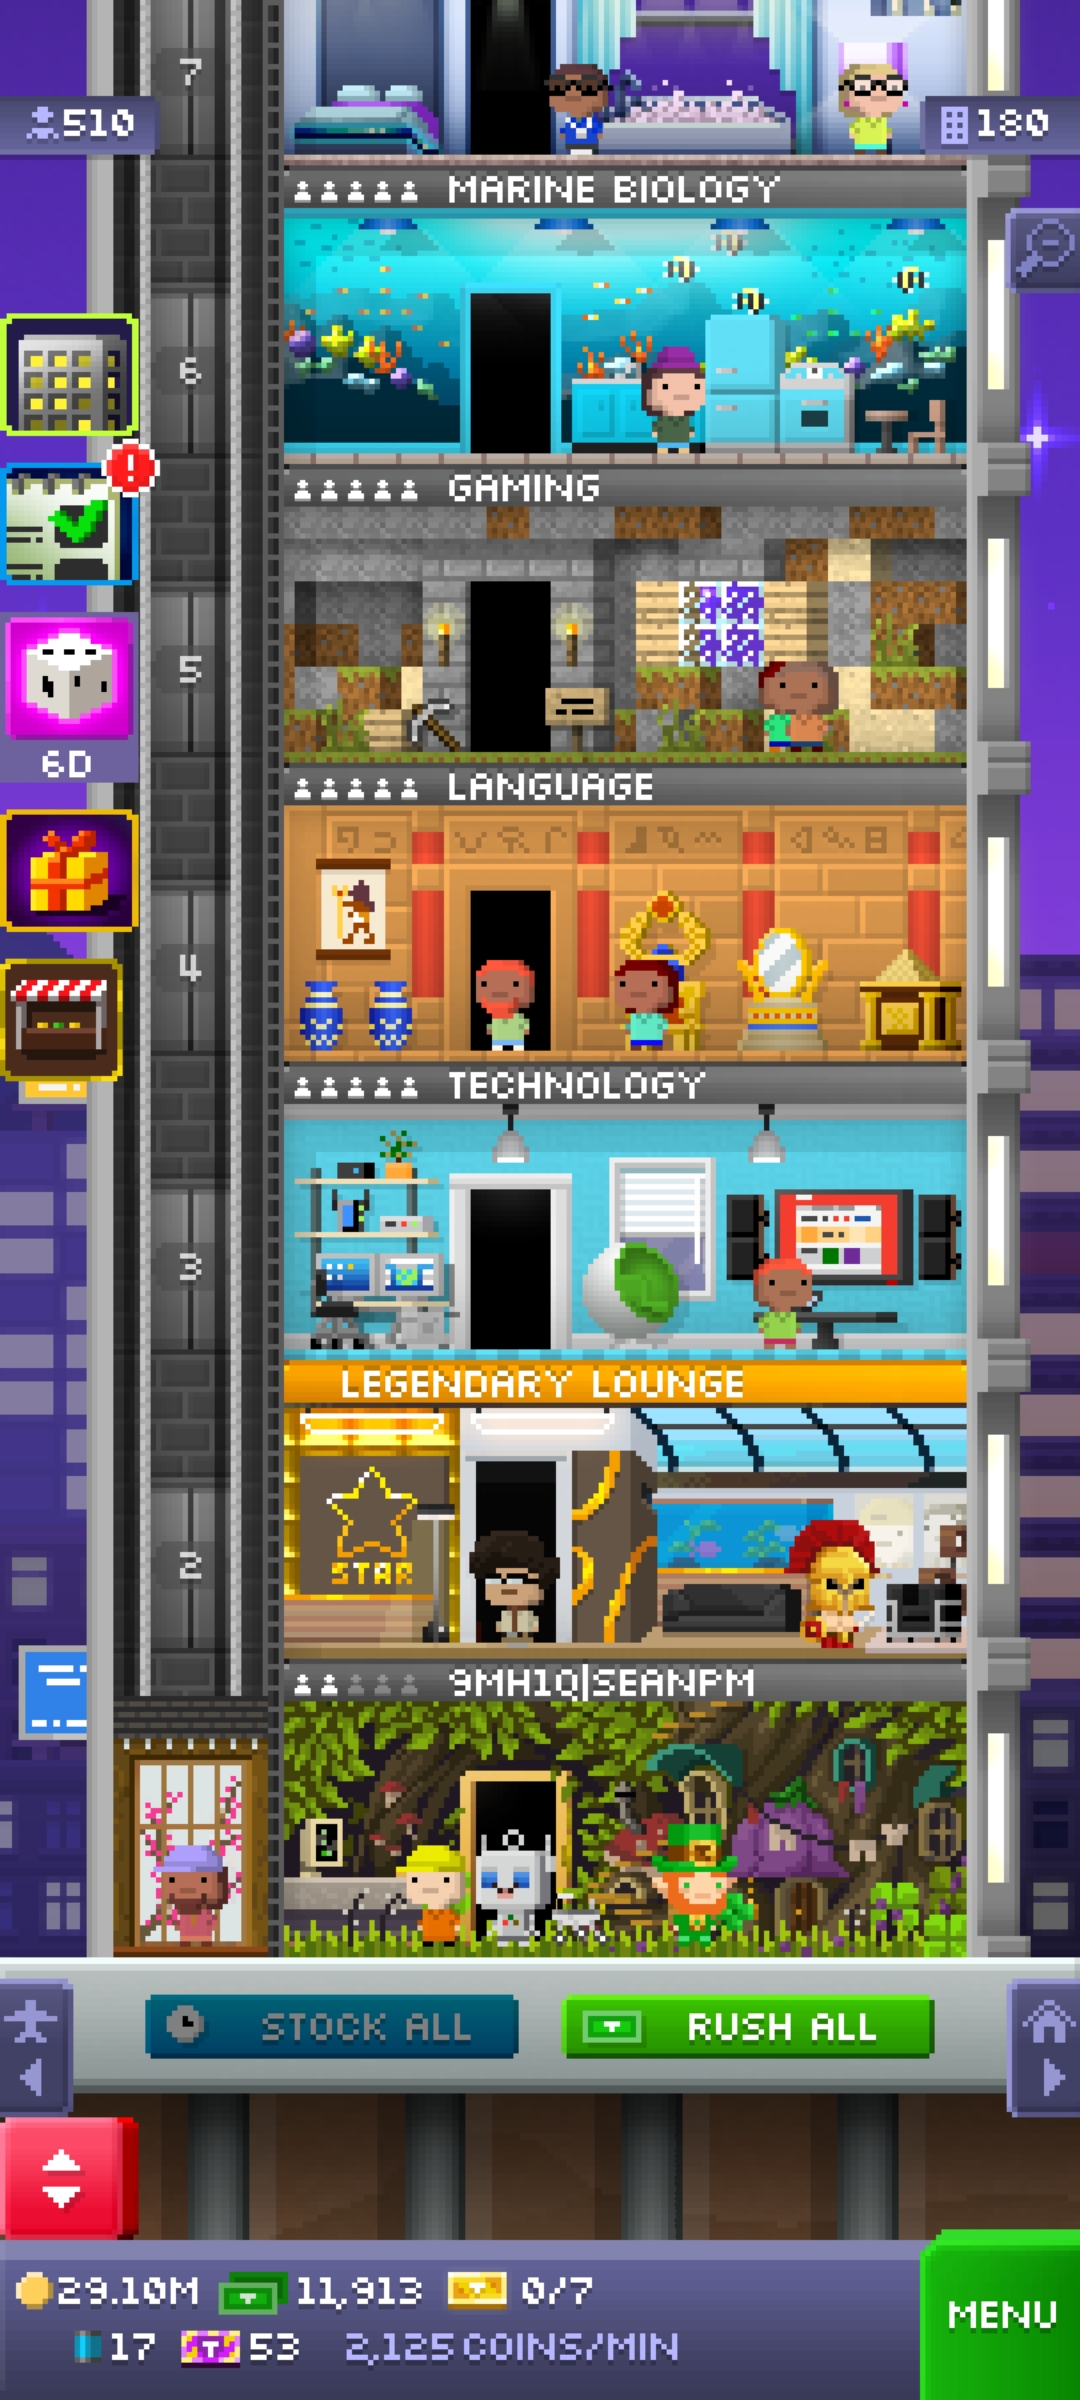 7
510
180
MARINE BIOLOGY
6
GAMING
5
6D
LANGUAGE
4
TECHNOLOGY
3
LEGENDARY LOUNGE
STAR
2
9MH1Q|SEANPM
STOCK ALL
RUSH ALL
29.10M
11,913
0/7
MENU
17
53
2,125 COINS/MIN